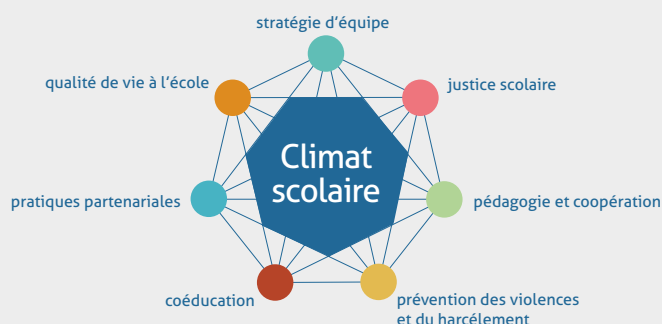 stratégie d'équipe
qualité de vie à l'école
justice scolaire
Climat
scolaire
pratiques partenariales
pédagogie et coopération
coéducation
prévention des violences
et du harcèlement